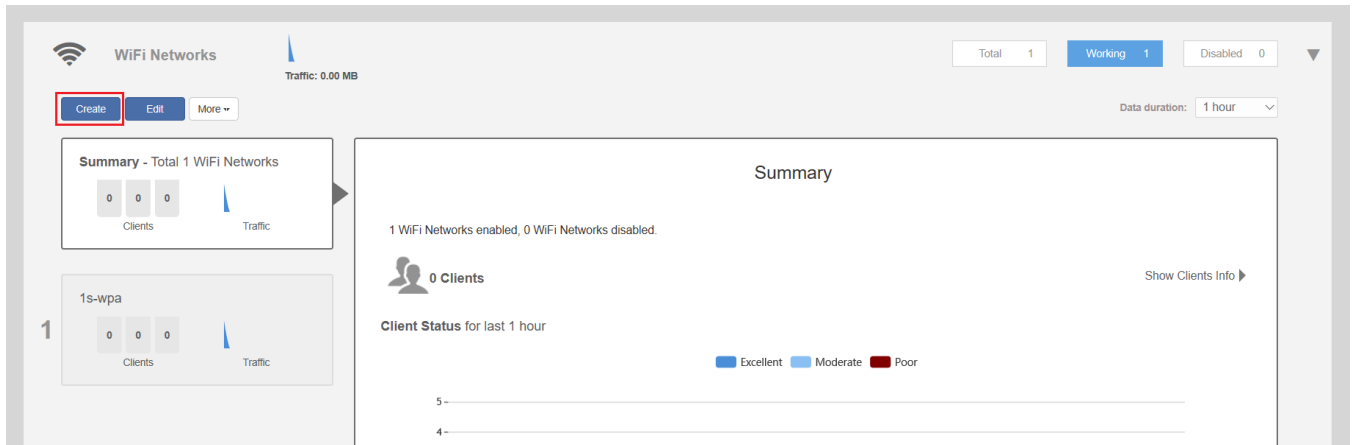 WiFi Networks
Traffic: 0.00 MB
Total 1
Working 1
Disabled 0
Create
Edit
More
Data duration: 1 hour
Summary - Total 1 WiFi Networks
0 0 0
Clients
Traffic
1
1s-wpa
0 0 0
Clients
Traffic
Summary
1 WiFi Networks enabled, 0 WiFi Networks disabled.
0 Clients
Show Clients Info
Client Status for last 1 hour
Excellent Moderate Poor
5
4